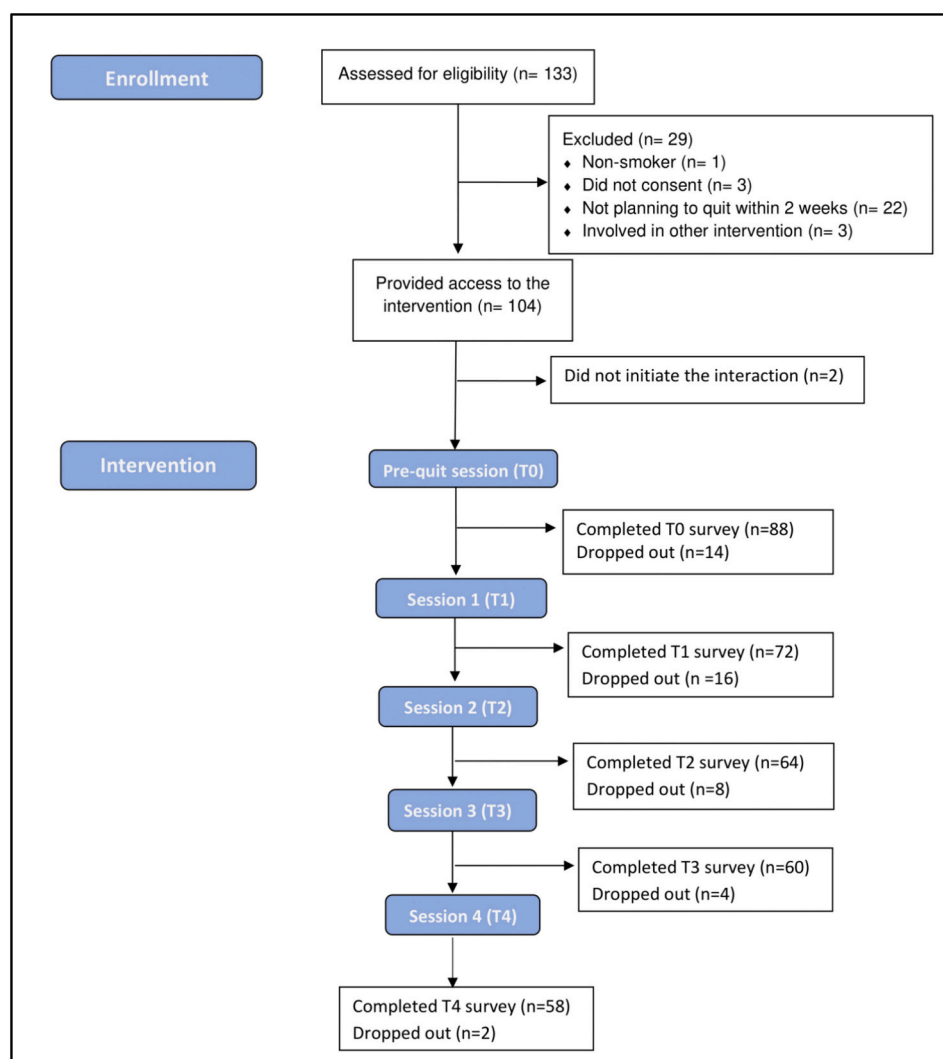 Enrollment
Assessed for eligibility (n= 133)
Excluded (n= 29)
♦ Non-smoker (n= 1)
♦ Did not consent (n= 3)
♦ Not planning to quit within 2 weeks (n= 22)
♦ Involved in other intervention (n= 3)
Provided access to the
intervention (n= 104)
Did not initiate the interaction (n=2)
Intervention
Pre-quit session (T0)
Completed T0 survey (n=88)
Dropped out (n=14)
Session 1 (T1)
Completed T1 survey (n=72)
Dropped out (n =16)
Session 2 (T2)
Completed T2 survey (n=64)
Dropped out (n=8)
Session 3 (T3)
Completed T3 survey (n=60)
Dropped out (n=4)
Session 4 (T4)
Completed T4 survey (n=58)
Dropped out (n=2)